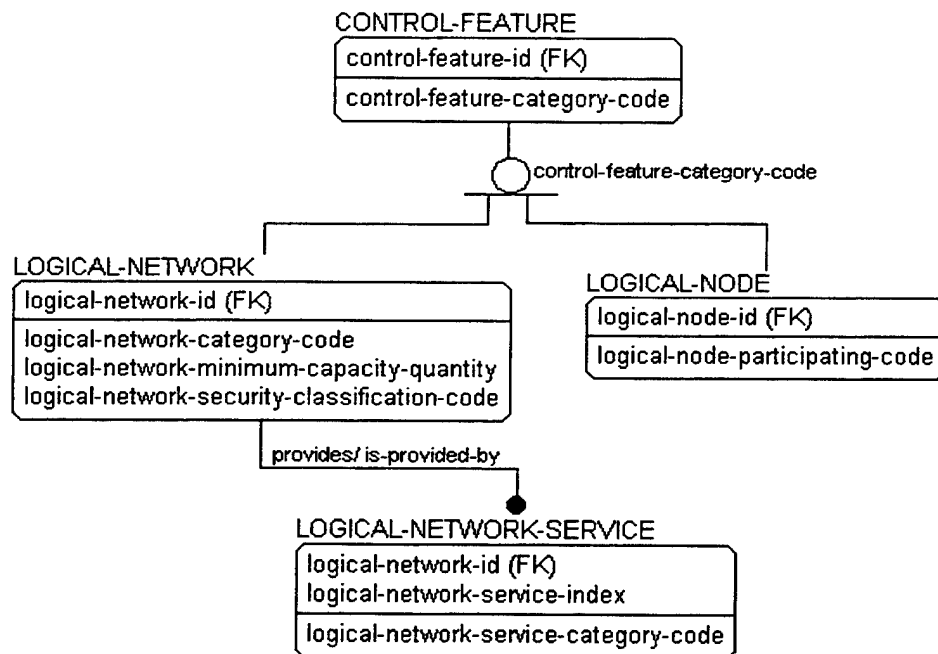 CONTROL-FEATURE
control-feature-id (FK)
control-feature-category-code
control-feature-category-code
LOGICAL-NETWORK
logical-network-id (FK)
logical-network-category-code
logical-network-minimum-capacity-quantity
logical-network-security-classification-code
LOGICAL-NODE
logical-node-id (FK)
logical-node-participating-code
provides/ is-provided-by
LOGICAL-NETWORK-SERVICE
logical-network-id (FK)
logical-network-service-index
logical-network-service-category-code